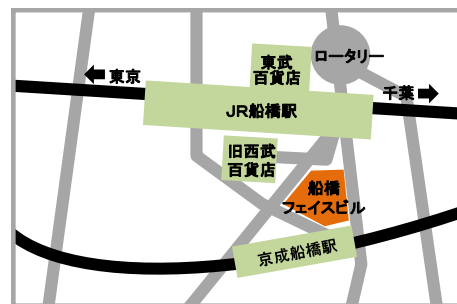 東武
百貨店
ロータリー
東京
千葉
JR船橋駅
旧西武
百貨店
船橋
フェイスビル
京成船橋駅